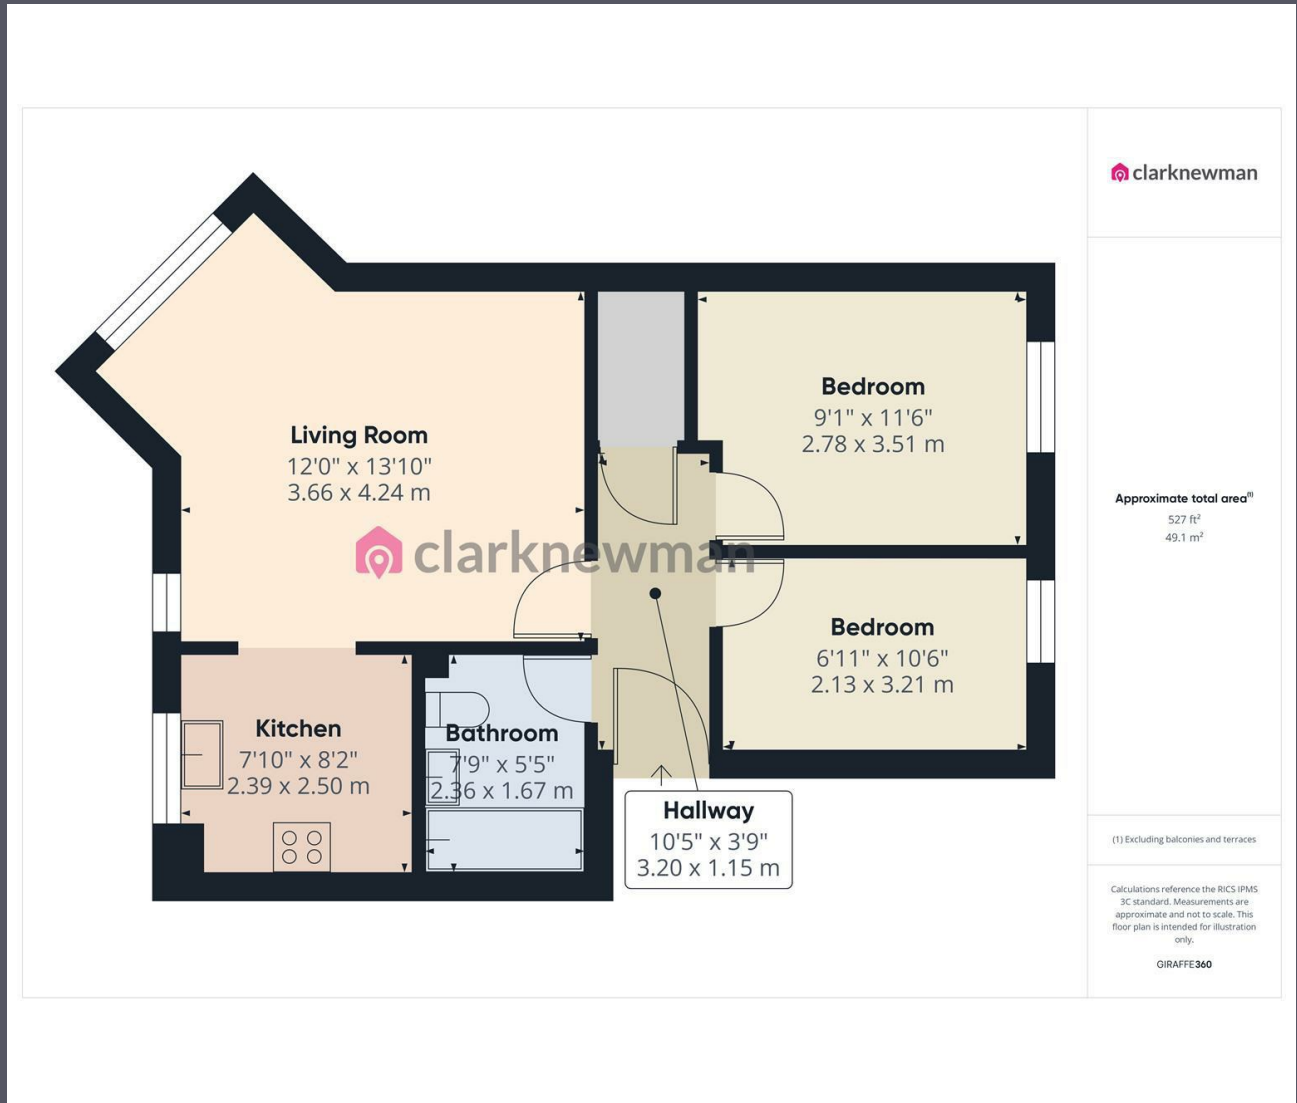 clarknewman
Living Room
12'0" x 13'10"
3.66 x 4.24 m
Bedroom
9'1" x 11'6"
2.78 x 3.51 m
clarknewman
Bedroom
6'11" x 10'6"
2.13 x 3.21 m
Kitchen
7'10" x 8'2"
2.39 x 2.50 m
Bathroom
7'9" x 5'5"
2.36 x 1.67 m
Hallway
10'5" x 3'9"
3.20 x 1.15 m
Approximate total area⁽¹⁾
527 ft²
49.1 m²
(1) Excluding balconies and terraces
Calculations reference the RICS IPMS
3C standard. Measurements are
approximate and not to scale. This
floor plan is intended for illustration
only.
GIRAFFE360